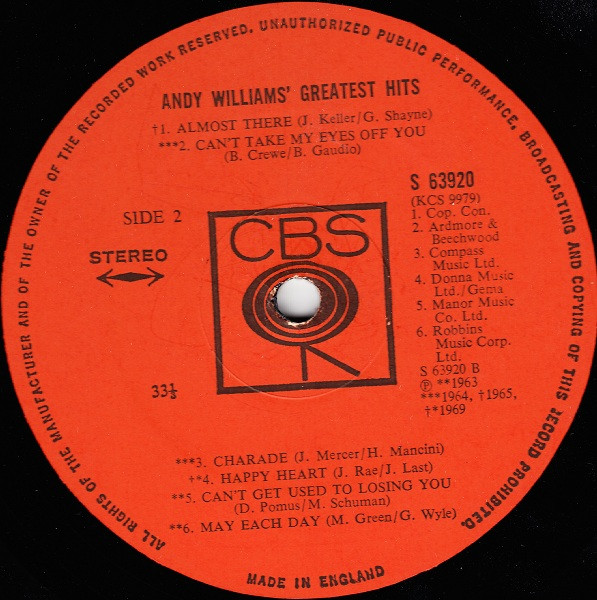 ALL RIGHTS OF THE MANUFACTURER AND OF THE OWNER OF THE RECORDED WORK RESERVED. UNAUTHORIZED PUBLIC PERFORMANCE, BROADCASTING AND COPYING OF THIS RECORD PROHIBITED.
ANDY WILLIAMS' GREATEST HITS
†1. ALMOST THERE (J. Keller/G. Shayne)
***2. CAN'T TAKE MY EYES OFF YOU
(B. Crewe/B. Gaudio)
SIDE 2
STEREO
33⅓
CBS
S 63920
(KCS 9979)
1. Cop. Con.
2. Ardmore &
Beechwood
3. Compass
Music Ltd.
4. Donna Music
Ltd./Gema
5. Manor Music
Co. Ltd.
6. Robbins
Music Corp.
Ltd.
S 63920 B
Ⓟ **1963
***1964, †1965,
†*1969
***3. CHARADE (J. Mercer/H. Mancini)
†*4. HAPPY HEART (J. Rae/J. Last)
**5. CAN'T GET USED TO LOSING YOU
(D. Pomus/M. Schuman)
**6. MAY EACH DAY (M. Green/G. Wyle)
MADE IN ENGLAND